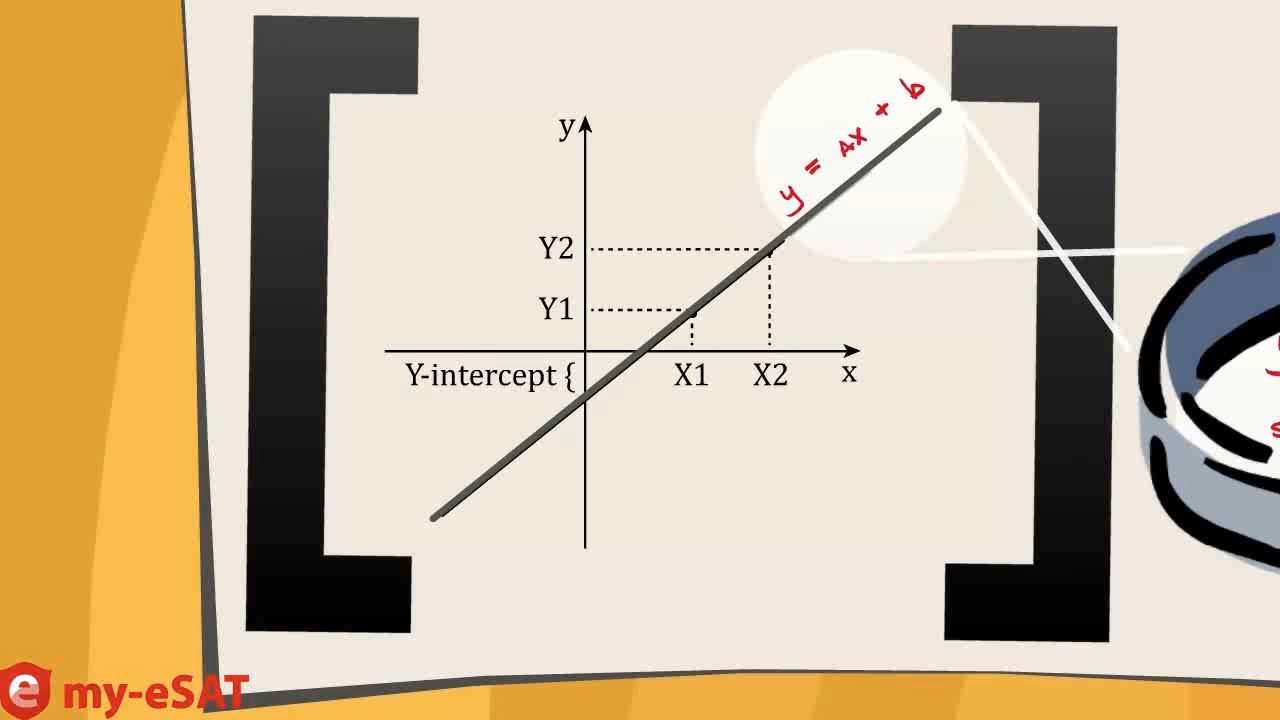 y = ax + b
y
Y2
Y1
Y-intercept {
X1
X2
x
my-eSAT